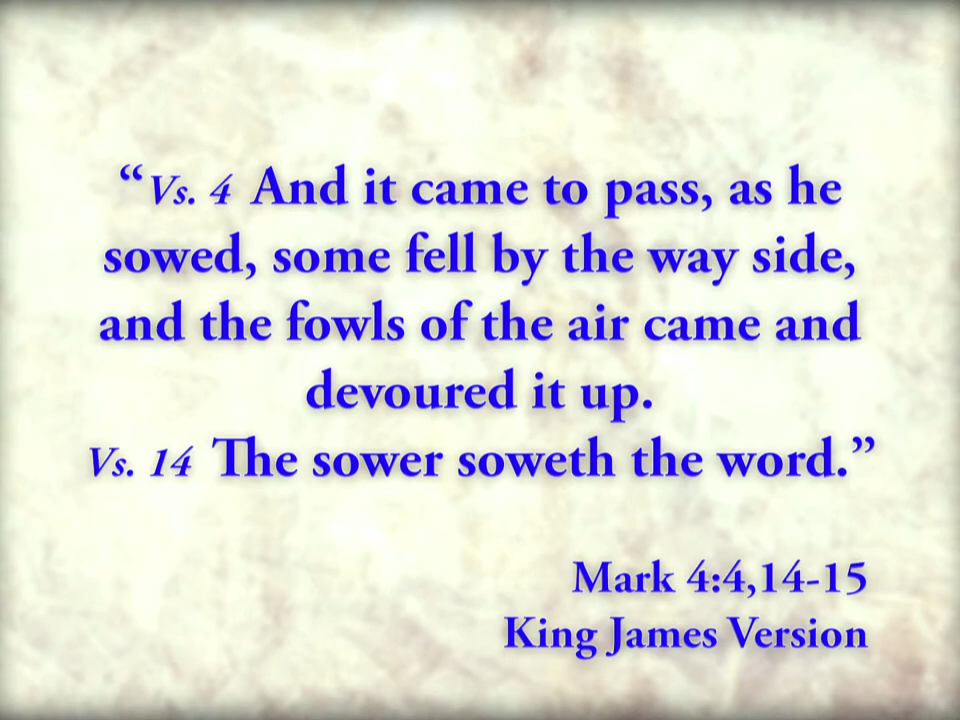 “Vs. 4 And it came to pass, as he
sowed, some fell by the way side,
and the fowls of the air came and
devoured it up.
Vs. 14 The sower soweth the word.”
Mark 4:4,14-15
King James Version